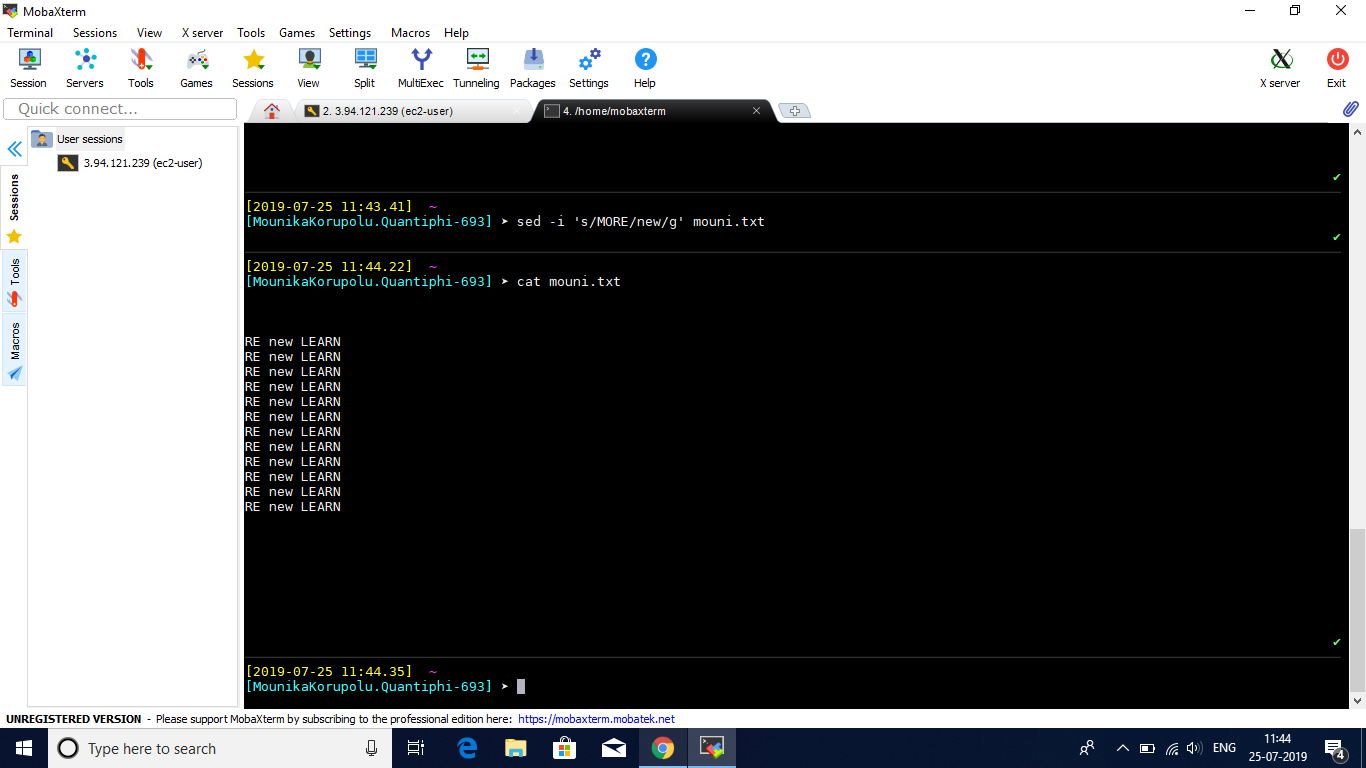 MobaXterm
Terminal Sessions View X server Tools Games Settings Macros Help
Session Servers Tools Games Sessions View Split MultiExec Tunneling Packages Settings Help X server Exit
Quick connect...
2. 3.94.121.239 (ec2-user)
4. /home/mobaxterm
User sessions
3.94.121.239 (ec2-user)
Sessions
Tools
Macros
[2019-07-25 11:43.41] ~
[MounikaKorupolu.Quantiphi-693] ➤ sed -i 's/MORE/new/g' mouni.txt
[2019-07-25 11:44.22] ~
[MounikaKorupolu.Quantiphi-693] ➤ cat mouni.txt
RE new LEARN
RE new LEARN
RE new LEARN
RE new LEARN
RE new LEARN
RE new LEARN
RE new LEARN
RE new LEARN
RE new LEARN
RE new LEARN
RE new LEARN
RE new LEARN
[2019-07-25 11:44.35] ~
[MounikaKorupolu.Quantiphi-693] ➤
UNREGISTERED VERSION - Please support MobaXterm by subscribing to the professional edition here: https://mobaxterm.mobatek.net
Type here to search
ENG
11:44
25-07-2019
4